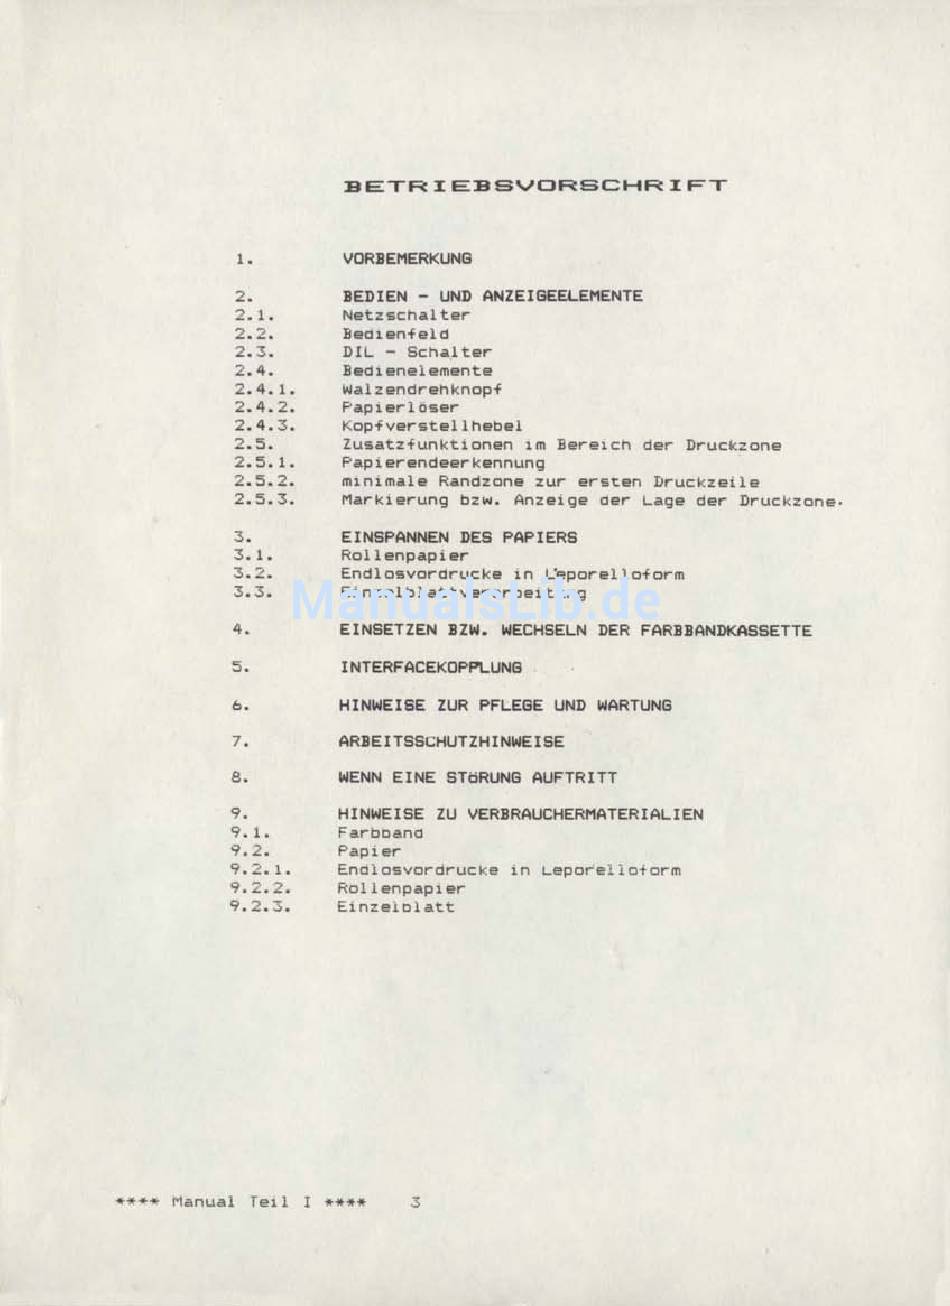 BETRIEBSVORSCHRIFT
1. VORBEMERKUNG
2. BEDIEN - UND ANZEIGEELEMENTE
2.1. Netzschalter
2.2. Bedienfeld
2.3. DIL - Schalter
2.4. Bedienelemente
2.4.1. Walzendrehknopf
2.4.2. Papierlöser
2.4.3. Kopfverstellhebel
2.5. Zusatzfunktionen im Bereich der Druckzone
2.5.1. Papierendeerkennung
2.5.2. minimale Randzone zur ersten Druckzeile
2.5.3. Markierung bzw. Anzeige der Lage der Druckzone.
3. EINSPANNEN DES PAPIERS
3.1. Rollenpapier
3.2. Endlosvordrucke in Leporelloform
3.3. Einzelblattverarbeitung
ManualsLib.de
4. EINSETZEN BZW. WECHSELN DER FARBBANDKASSETTE
5. INTERFACEKOPPLUNG
6. HINWEISE ZUR PFLEGE UND WARTUNG
7. ARBEITSSCHUTZHINWEISE
8. WENN EINE STÖRUNG AUFTRITT
9. HINWEISE ZU VERBRAUCHERMATERIALIEN
9.1. Farbband
9.2. Papier
9.2.1. Endlosvordrucke in Leporelloform
9.2.2. Rollenpapier
9.2.3. Einzelblatt
**** Manual Teil I **** 3